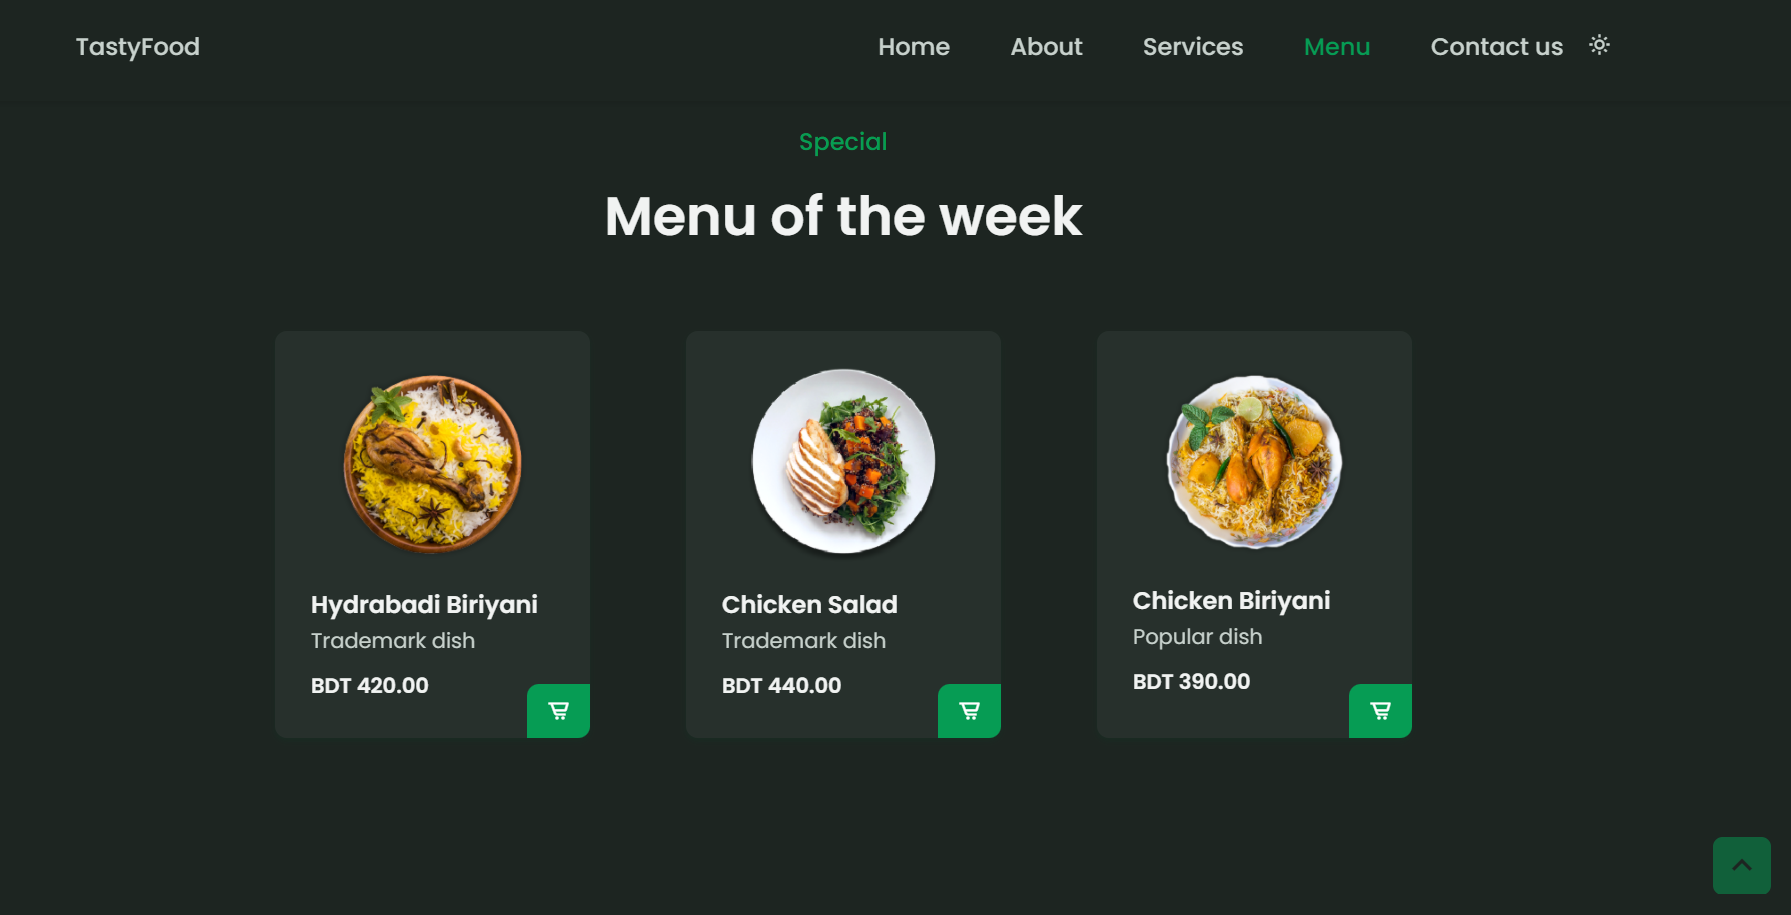 TastyFood
Home
About
Services
Menu
Contact us
Special
Menu of the week
Hydrabadi Biriyani
Trademark dish
BDT 420.00
Chicken Salad
Trademark dish
BDT 440.00
Chicken Biriyani
Popular dish
BDT 390.00